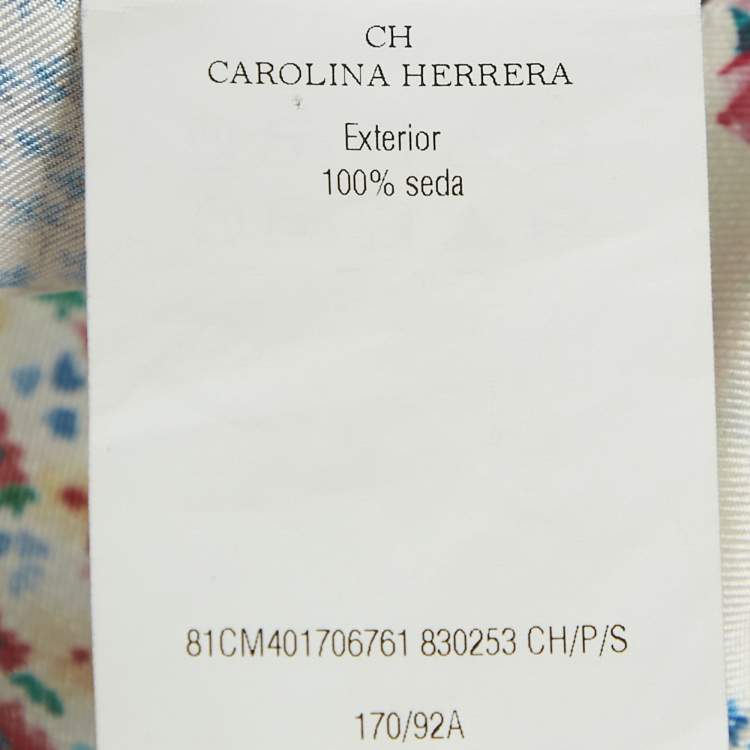 CH
CAROLINA HERRERA
Exterior
100% seda
81CM401706761 830253 CH/P/S
170/92A